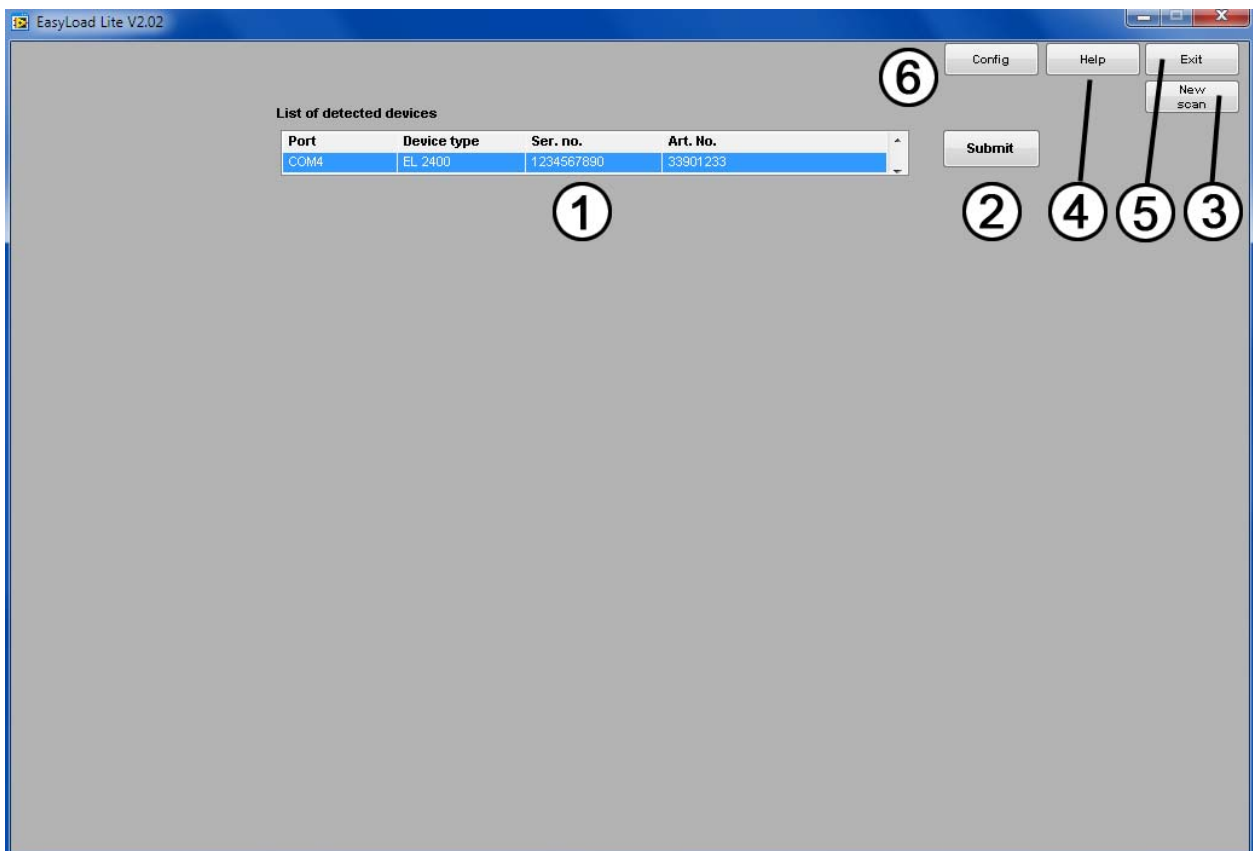 EasyLoad Lite V2.02
6
Config
Help
Exit
New
scan
List of detected devices
Port Device type Ser. no. Art. No.
COM4 EL 2400 1234567890 33901233
Submit
1
2
4
5
3